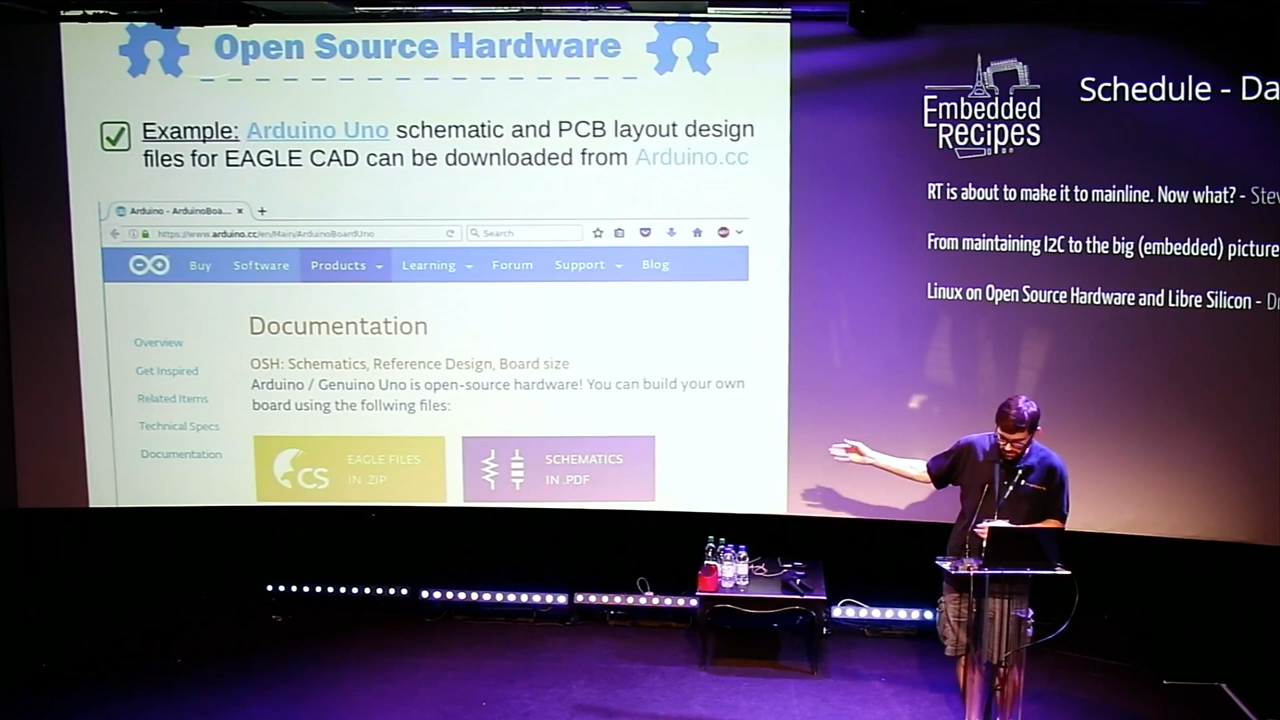 Open Source Hardware
Example: Arduino Uno schematic and PCB layout design
files for EAGLE CAD can be downloaded from Arduino.cc
Arduino - ArduinoBoa...
https://www.arduino.cc/en/Main/ArduinoBoardUno
Search
Buy Software Products Learning Forum Support Blog
Documentation
OSH: Schematics, Reference Design, Board size
Arduino / Genuino Uno is open-source hardware! You can build your own
board using the follwing files:
Overview
Get Inspired
Related Items
Technical Specs
Documentation
CS
EAGLE FILES
IN .ZIP
SCHEMATICS
IN .PDF
Embedded
Recipes
Schedule - Da
RT is about to make it to mainline. Now what? - Stev
From maintaining I2C to the big (embedded) picture
Linux on Open Source Hardware and Libre Silicon - Dr